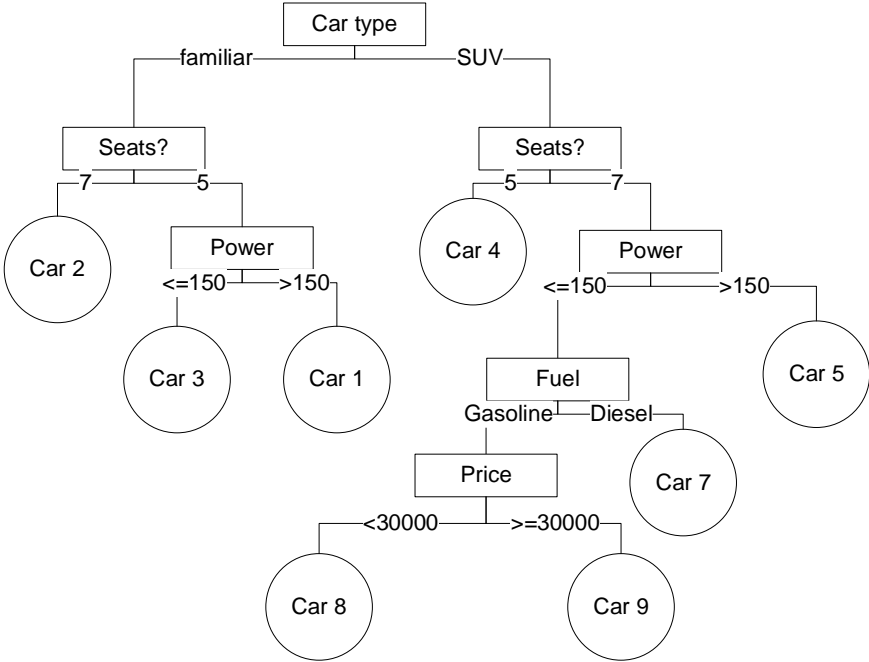 Car type
familiar
SUV
Seats?
Seats?
7
5
5
7
Car 2
Power
Car 4
Power
<=150
>150
<=150
>150
Car 3
Car 1
Fuel
Car 5
Gasoline
Diesel
Price
Car 7
<30000
>=30000
Car 8
Car 9